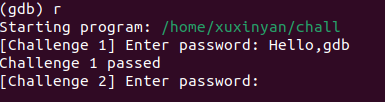 (gdb) r
Starting program: /home/xuxinyan/chall
[Challenge 1] Enter password: Hello,gdb
Challenge 1 passed
[Challenge 2] Enter password: